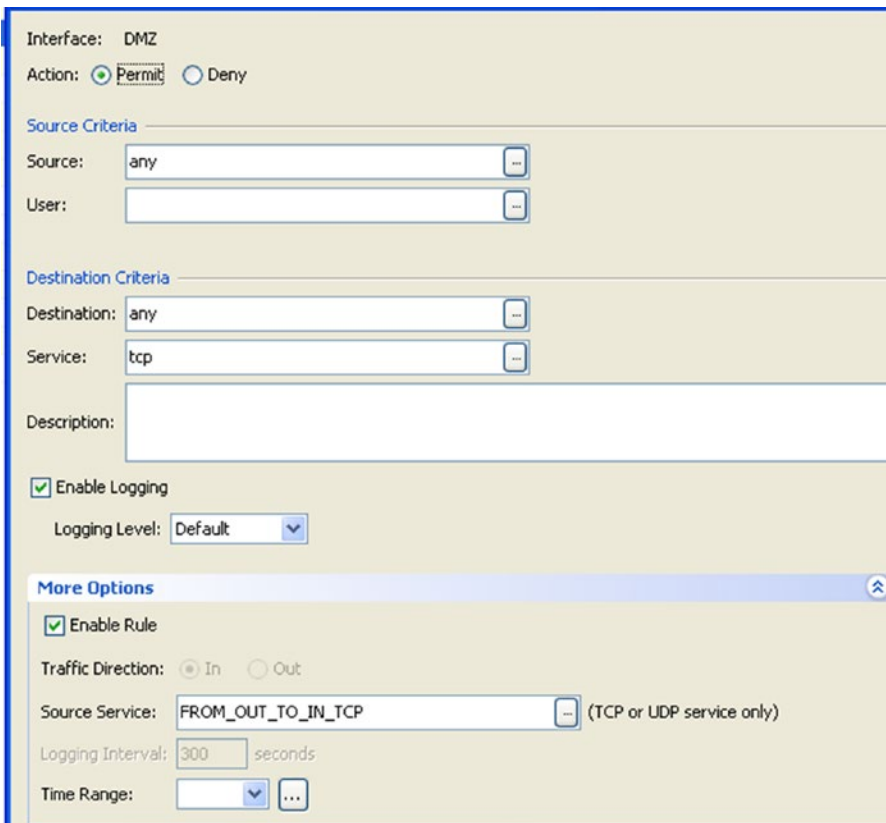 Interface: DMZ
Action: Permit Deny
Source Criteria
Source: any ...
User: ...
Destination Criteria
Destination: any ...
Service: tcp ...
Description:
Enable Logging
Logging Level: Default
More Options
Enable Rule
Traffic Direction: In Out
Source Service: FROM_OUT_TO_IN_TCP ... (TCP or UDP service only)
Logging Interval: 300 seconds
Time Range: ...